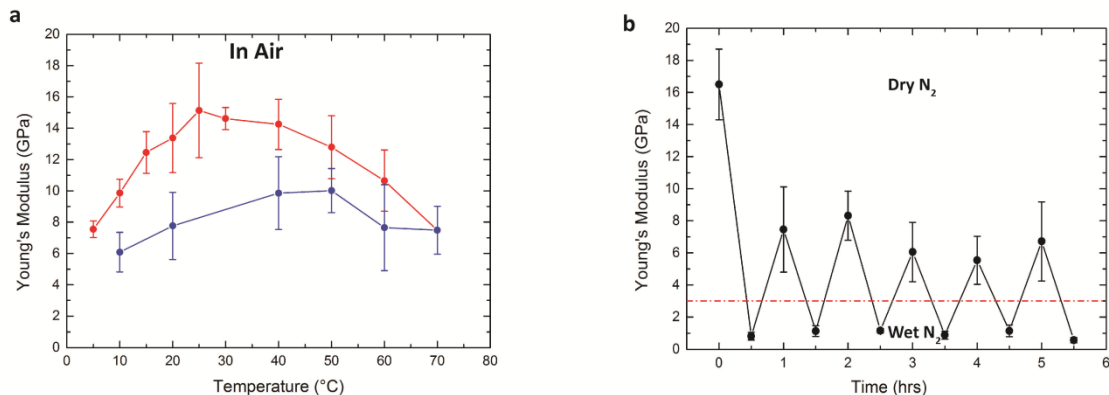 a
In Air
Young's Modulus (GPa)
20
18
16
14
12
10
8
6
4
2
0
0 10 20 30 40 50 60 70 80
Temperature (°C)
b
Dry N₂
Wet N₂
Young's Modulus (GPa)
20
18
16
14
12
10
8
6
4
2
0
0 1 2 3 4 5 6
Time (hrs)